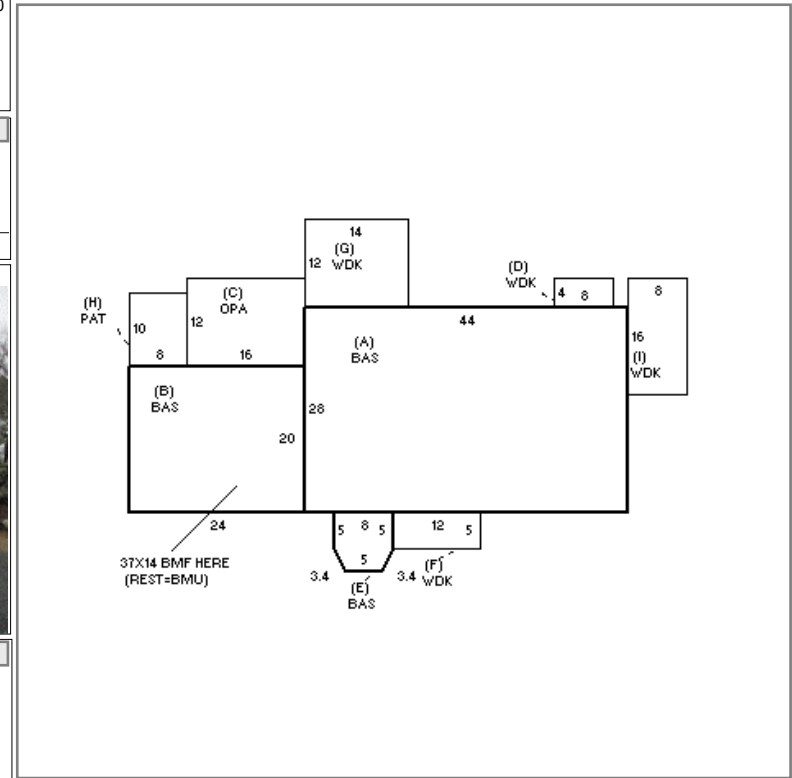 14
(G)
12 WDK
(D)
WDK
4 8
8
(H)
PAT
(C)
OPA
10
12
8
16
44
16
(I)
WDK
(A)
BAS
(B)
BAS
28
20
24
5 8 5
12 5
5
37X14 BMF HERE
(REST=BMU)
3.4
3.4
(F)
WDK
(E)
BAS